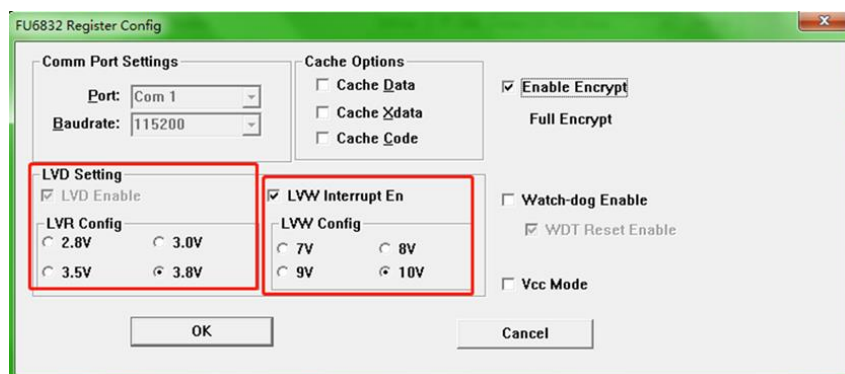 FU6832 Register Config
x
Comm Port Settings
Port: Com 1
Baudrate: 115200
Cache Options
Cache Data
Cache Xdata
Cache Code
Enable Encrypt
Full Encrypt
LVD Setting
LVD Enable
LVR Config
2.8V 3.0V
3.5V 3.8V
LVW Interrupt En
LVW Config
7V 8V
9V 10V
Watch-dog Enable
WDT Reset Enable
Vcc Mode
OK
Cancel